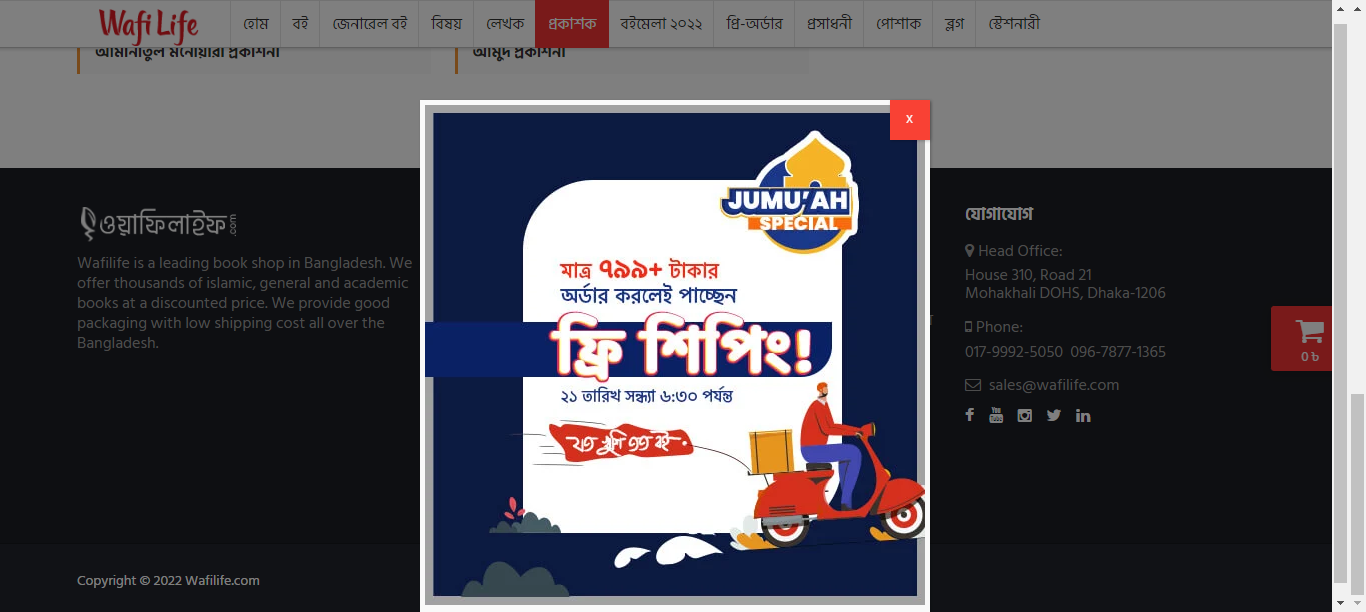 Wafi Life
হোম
বই
জেনারেল বই
বিষয়
লেখক
প্রকাশক
বইমেলা ২০২২
প্রি-অর্ডার
প্রসাধনী
পোশাক
ব্লগ
স্টেশনারী
আমানাতুল মনোয়ারা প্রকাশনী
আমুদ প্রকাশনী
x
JUMU'AH
SPECIAL
মাত্র ৭৯৯+ টাকার
অর্ডার করলেই পাচ্ছেন
ফ্রি শিপিং!
২১ তারিখ সন্ধ্যা ৬:৩০ পর্যন্ত
যত খুশি তত বই
ওয়াফিলাইফ.com
Wafilife is a leading book shop in Bangladesh. We
offer thousands of islamic, general and academic
books at a discounted price. We provide good
packaging with low shipping cost all over the
Bangladesh.
যোগাযোগ
Head Office:
House 310, Road 21
Mohakhali DOHS, Dhaka-1206
Phone:
017-9992-5050 096-7877-1365
sales@wafilife.com
You
Tube
0 ৳
Copyright © 2022 Wafilife.com